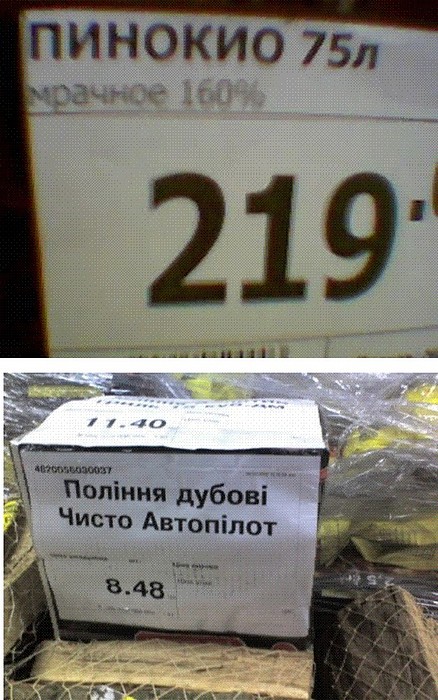 ПИНОКИО 75л
мрачное 160%
219.
11.40
4820056030037
Поління дубові
Чисто Автопілот
8.48